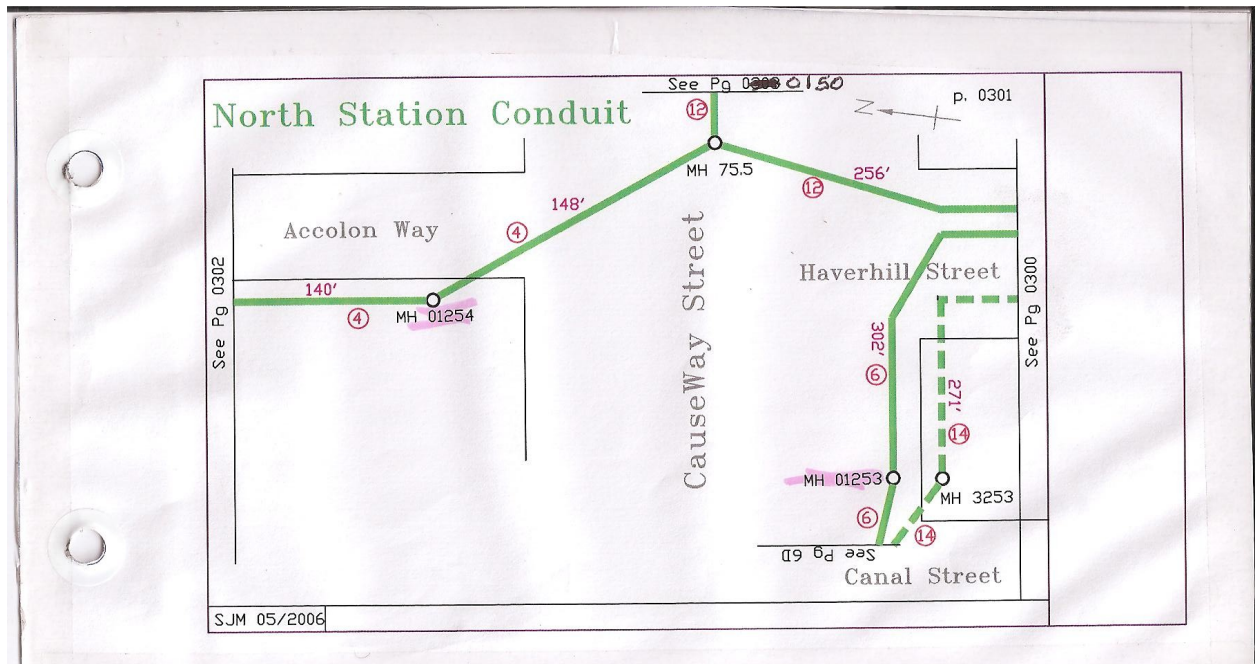 See Pg 0150
p. 0301
North Station Conduit
N
12
MH 75.5
256'
12
148'
4
Accolon Way
CauseWay Street
Haverhill Street
See Pg 0302
See Pg 0300
140'
4
MH 01254
302'
6
271'
14
MH 01253
MH 3253
6
14
See Pg 6D
Canal Street
SJM 05/2006